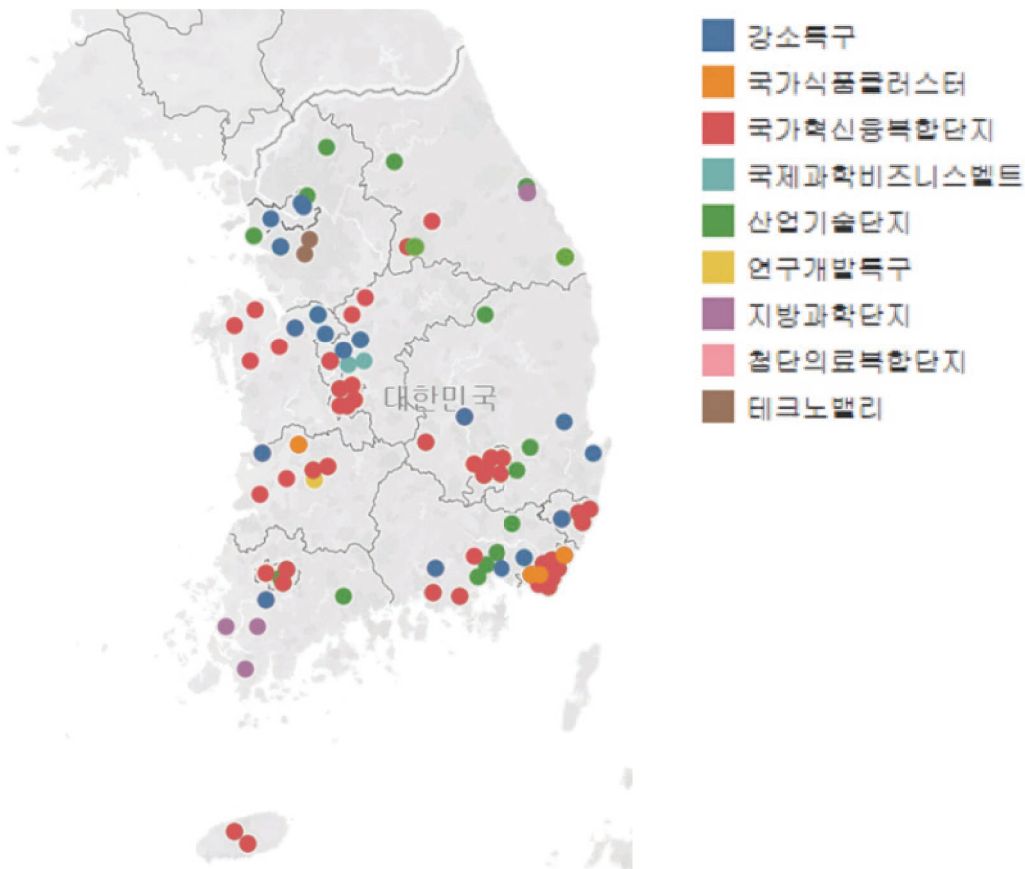 강소특구
국가식품클러스터
국가혁신융복합단지
국제과학비즈니스벨트
산업기술단지
연구개발특구
지방과학단지
첨단의료복합단지
테크노밸리
대한민국